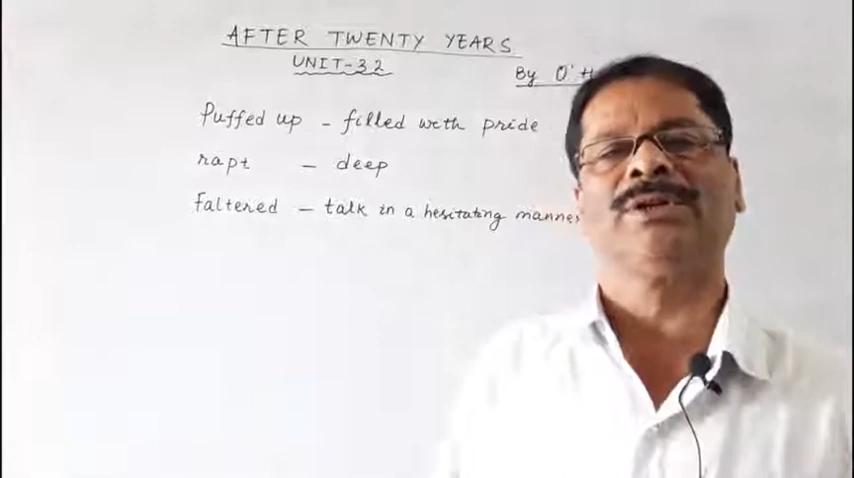 AFTER TWENTY YEARS
UNIT-32
By O'H
Puffed up - filled with pride
rapt - deep
faltered - talk in a hesitating manner